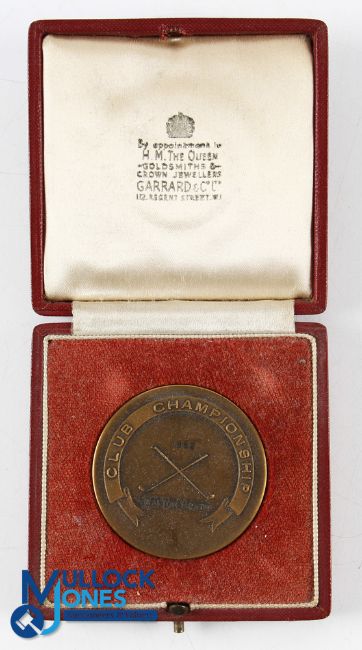 By appointment to
H.M. THE QUEEN
GOLDSMITHS &
CROWN JEWELLERS
GARRARD & Co. LTD
112, REGENT STREET, W.1
CLUB CHAMPIONSHIP
MULLOCK
JONES